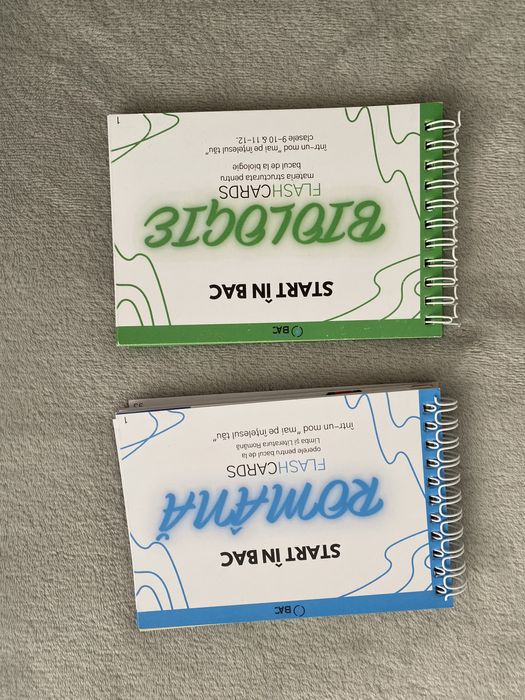 BAC
START ÎN BAC
BIOLOGIE
FLASHCARDS
materia structurata pentru
bacul de la biologie
într-un mod "mai pe înțelesul tău"
clasele 9-10 & 11-12.
1
BAC
START ÎN BAC
ROMÂNĂ
FLASHCARDS
operele pentru bacul de la
Limba și Literatura Română
într-un mod "mai pe înțelesul tău"
1